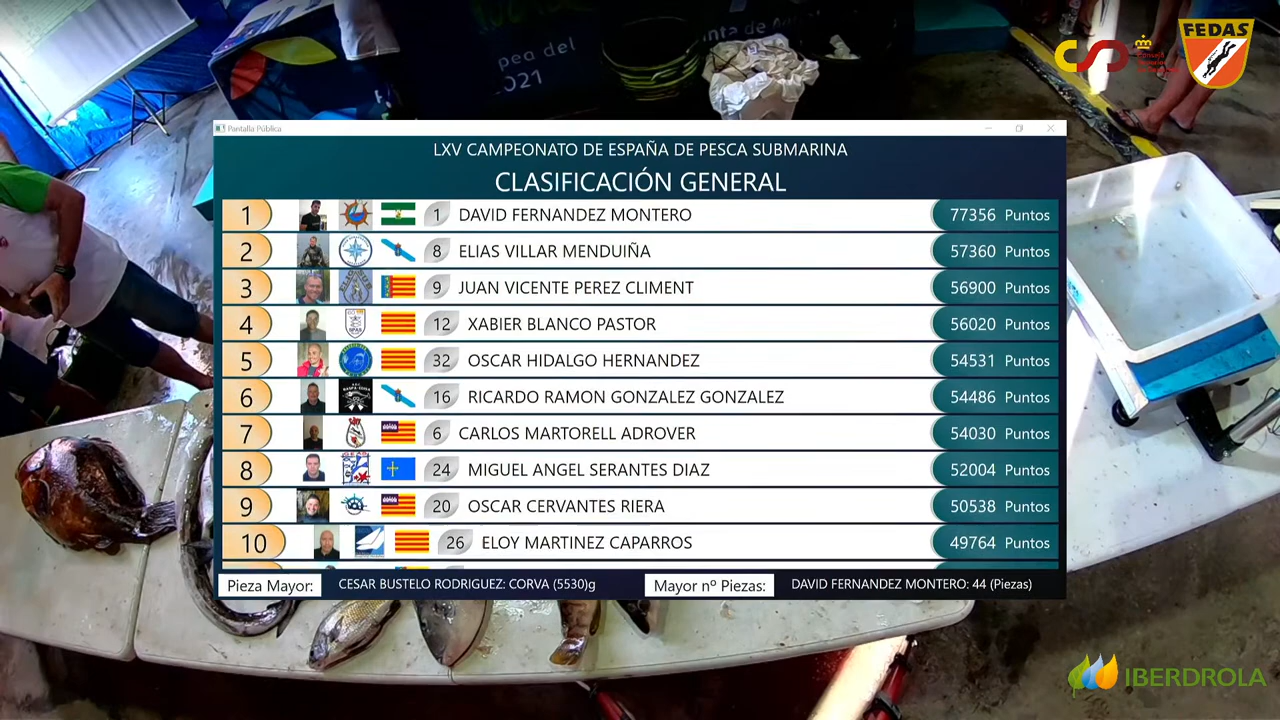 pea del
2021
FEDAS
Pantalla Pública
LXV CAMPEONATO DE ESPAÑA DE PESCA SUBMARINA
CLASIFICACIÓN GENERAL
1 1 DAVID FERNANDEZ MONTERO 77356 Puntos
2 8 ELIAS VILLAR MENDUIÑA 57360 Puntos
3 9 JUAN VICENTE PEREZ CLIMENT 56900 Puntos
4 12 XABIER BLANCO PASTOR 56020 Puntos
5 32 OSCAR HIDALGO HERNANDEZ 54531 Puntos
6 16 RICARDO RAMON GONZALEZ GONZALEZ 54486 Puntos
7 6 CARLOS MARTORELL ADROVER 54030 Puntos
8 24 MIGUEL ANGEL SERANTES DIAZ 52004 Puntos
9 20 OSCAR CERVANTES RIERA 50538 Puntos
10 26 ELOY MARTINEZ CAPARROS 49764 Puntos
Pieza Mayor: CESAR BUSTELO RODRIGUEZ: CORVA (5530)g Mayor nº Piezas: DAVID FERNANDEZ MONTERO: 44 (Piezas)
IBERDROLA